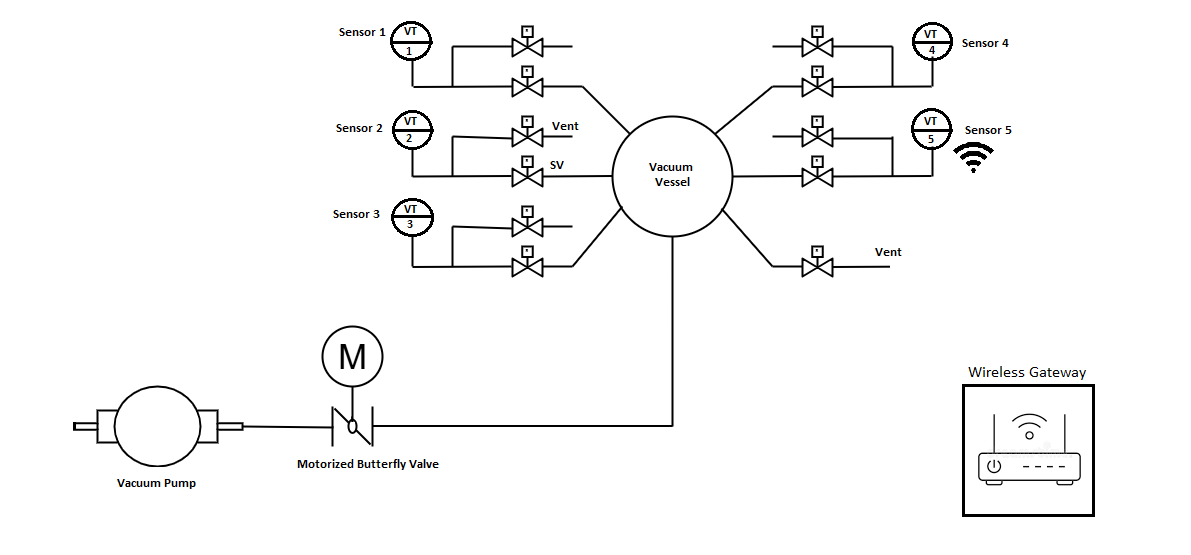 Sensor 1
VT
1
VT
4
Sensor 4
Sensor 2
VT
2
Vent
SV
VT
5
Sensor 5
Vacuum
Vessel
Sensor 3
VT
3
Vent
M
Motorized Butterfly Valve
Vacuum Pump
Wireless Gateway